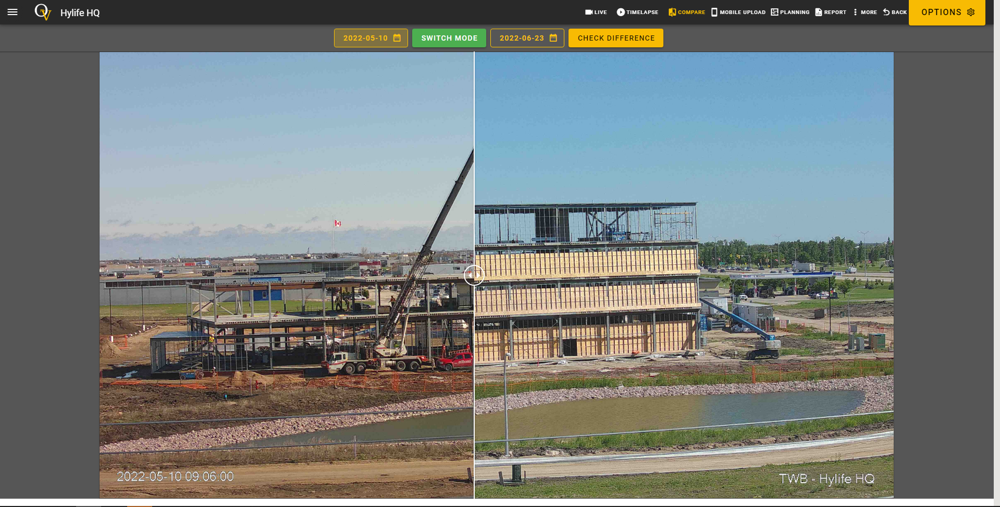 Hylife HQ
LIVE
TIMELAPSE
COMPARE
MOBILE UPLOAD
PLANNING
REPORT
MORE
BACK
OPTIONS
2022-05-10
SWITCH MODE
2022-06-23
CHECK DIFFERENCE
Mobil
2022-05-10 09:06:00
TWB - Hylife HQ